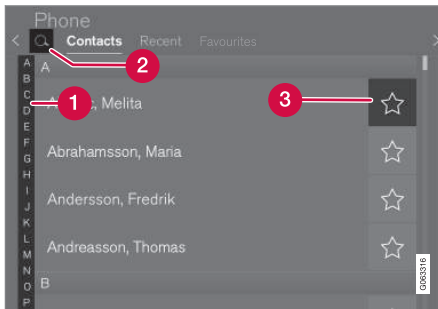 Phone
Contacts Recent Favourites
2
A
A
B
C
D
E
F
G
H
I
J
K
L
M
N
O
P
1
Melita
3
Abrahamsson, Maria
Andersson, Fredrik
Andreasson, Thomas
B
G063316